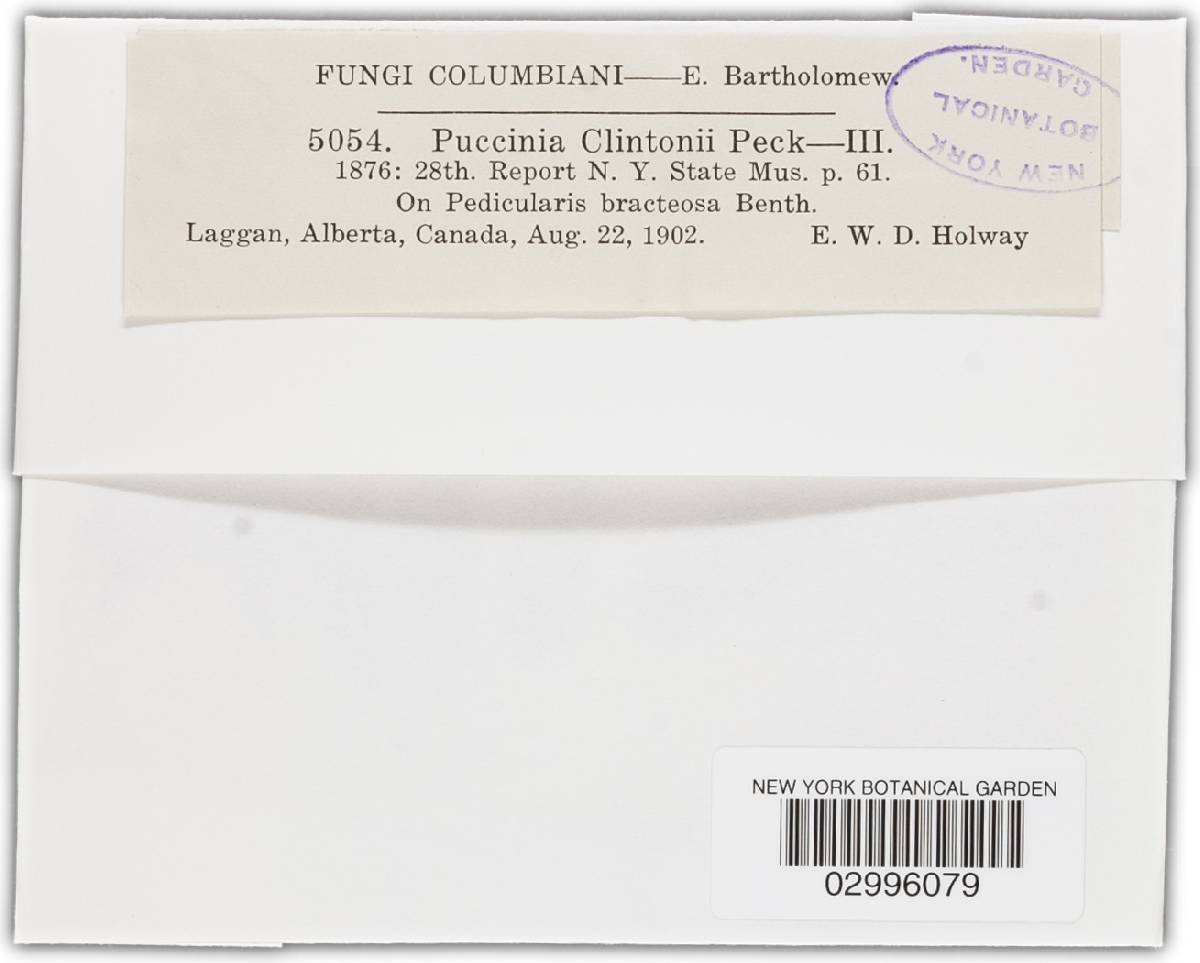 FUNGI COLUMBIANI——E. Bartholomew.
5054. Puccinia Clintonii Peck—III.
1876: 28th. Report N. Y. State Mus. p. 61.
On Pedicularis bracteosa Benth.
Laggan, Alberta, Canada, Aug. 22, 1902. E. W. D. Holway
NEW YORK
BOTANICAL
GARDEN.
NEW YORK BOTANICAL GARDEN
02996079